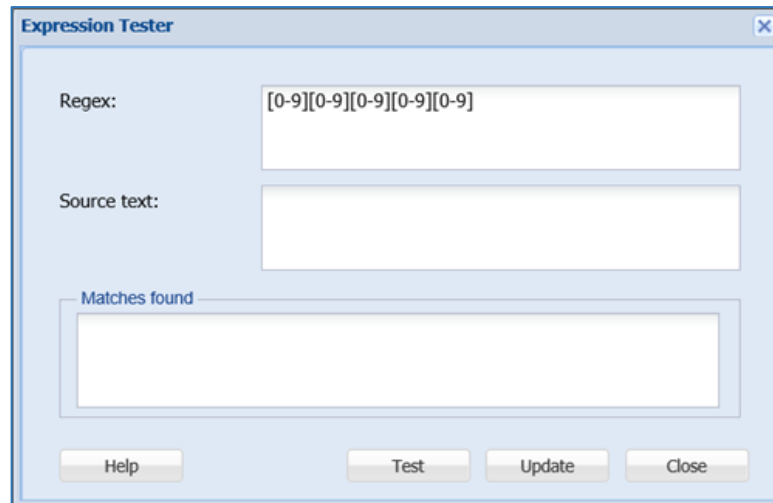 Expression Tester
Regex:
[0-9][0-9][0-9][0-9][0-9]
Source text:
Matches found
Help
Test
Update
Close